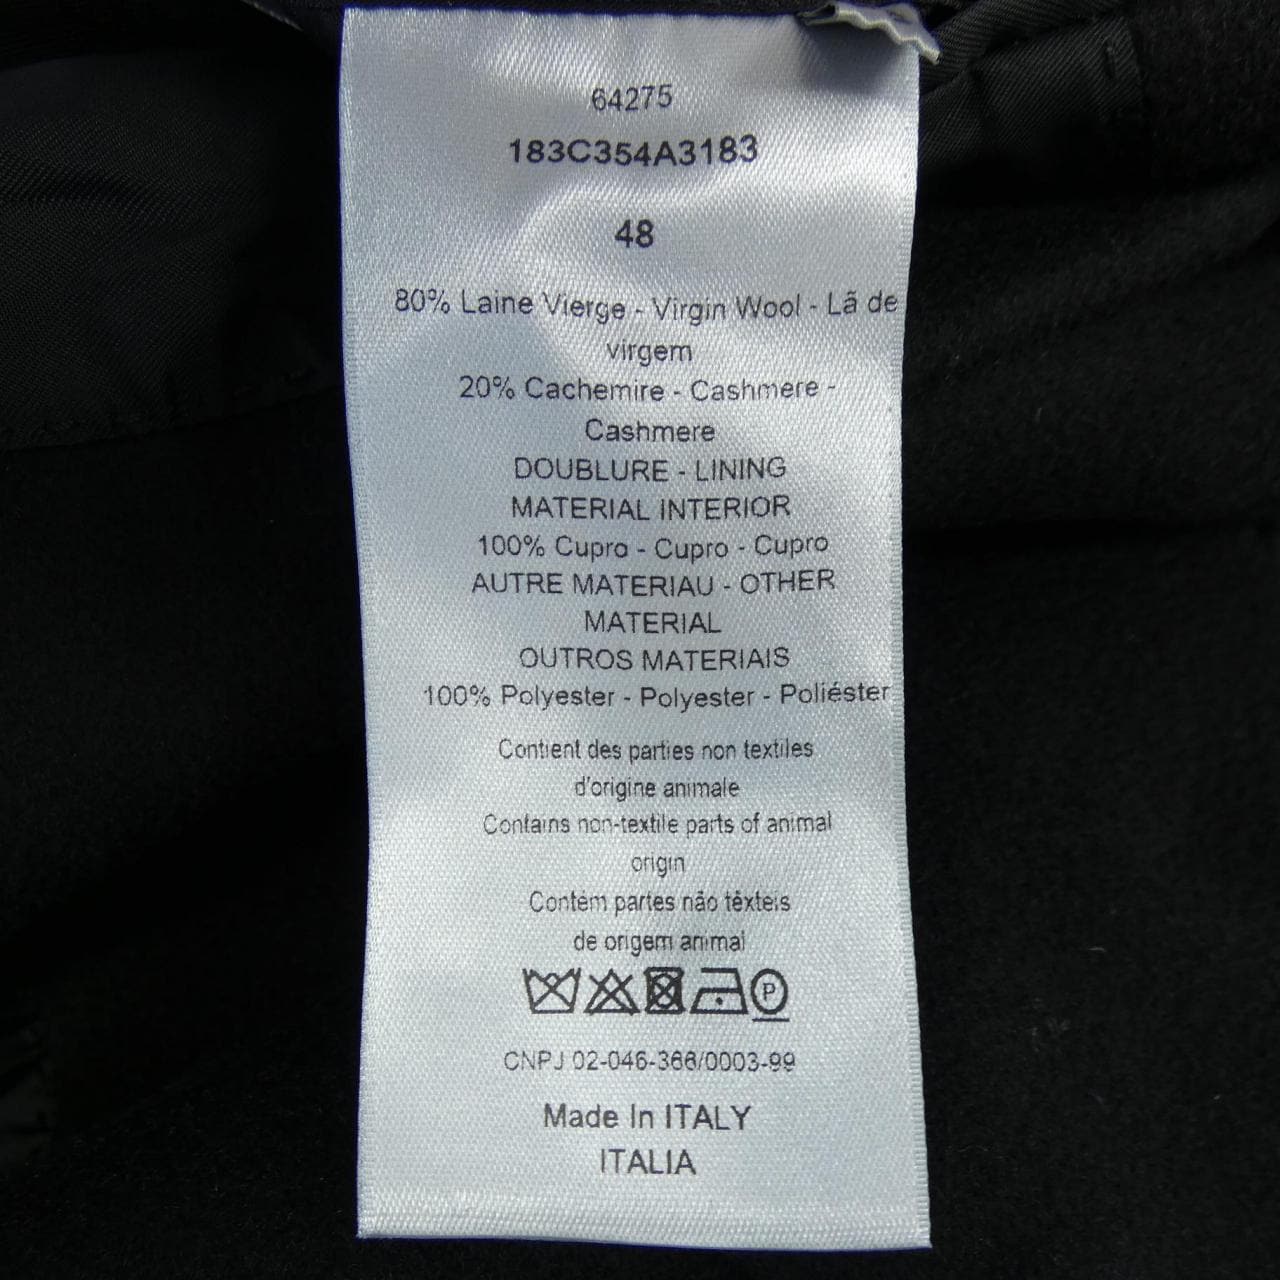 64275
183C354A3183
48
80% Laine Vierge - Virgin Wool - Lã de
virgem
20% Cachemire - Cashmere -
Cashmere
DOUBLURE - LINING
MATERIAL INTERIOR
100% Cupro - Cupro - Cupro
AUTRE MATERIAU - OTHER
MATERIAL
OUTROS MATERIAIS
100% Polyester - Polyester - Poliéster
Contient des parties non textiles
d'origine animale
Contains non-textile parts of animal
origin
Contém partes não têxteis
de origem animal
P
CNPJ 02-046-366/0003-99
Made In ITALY
ITALIA